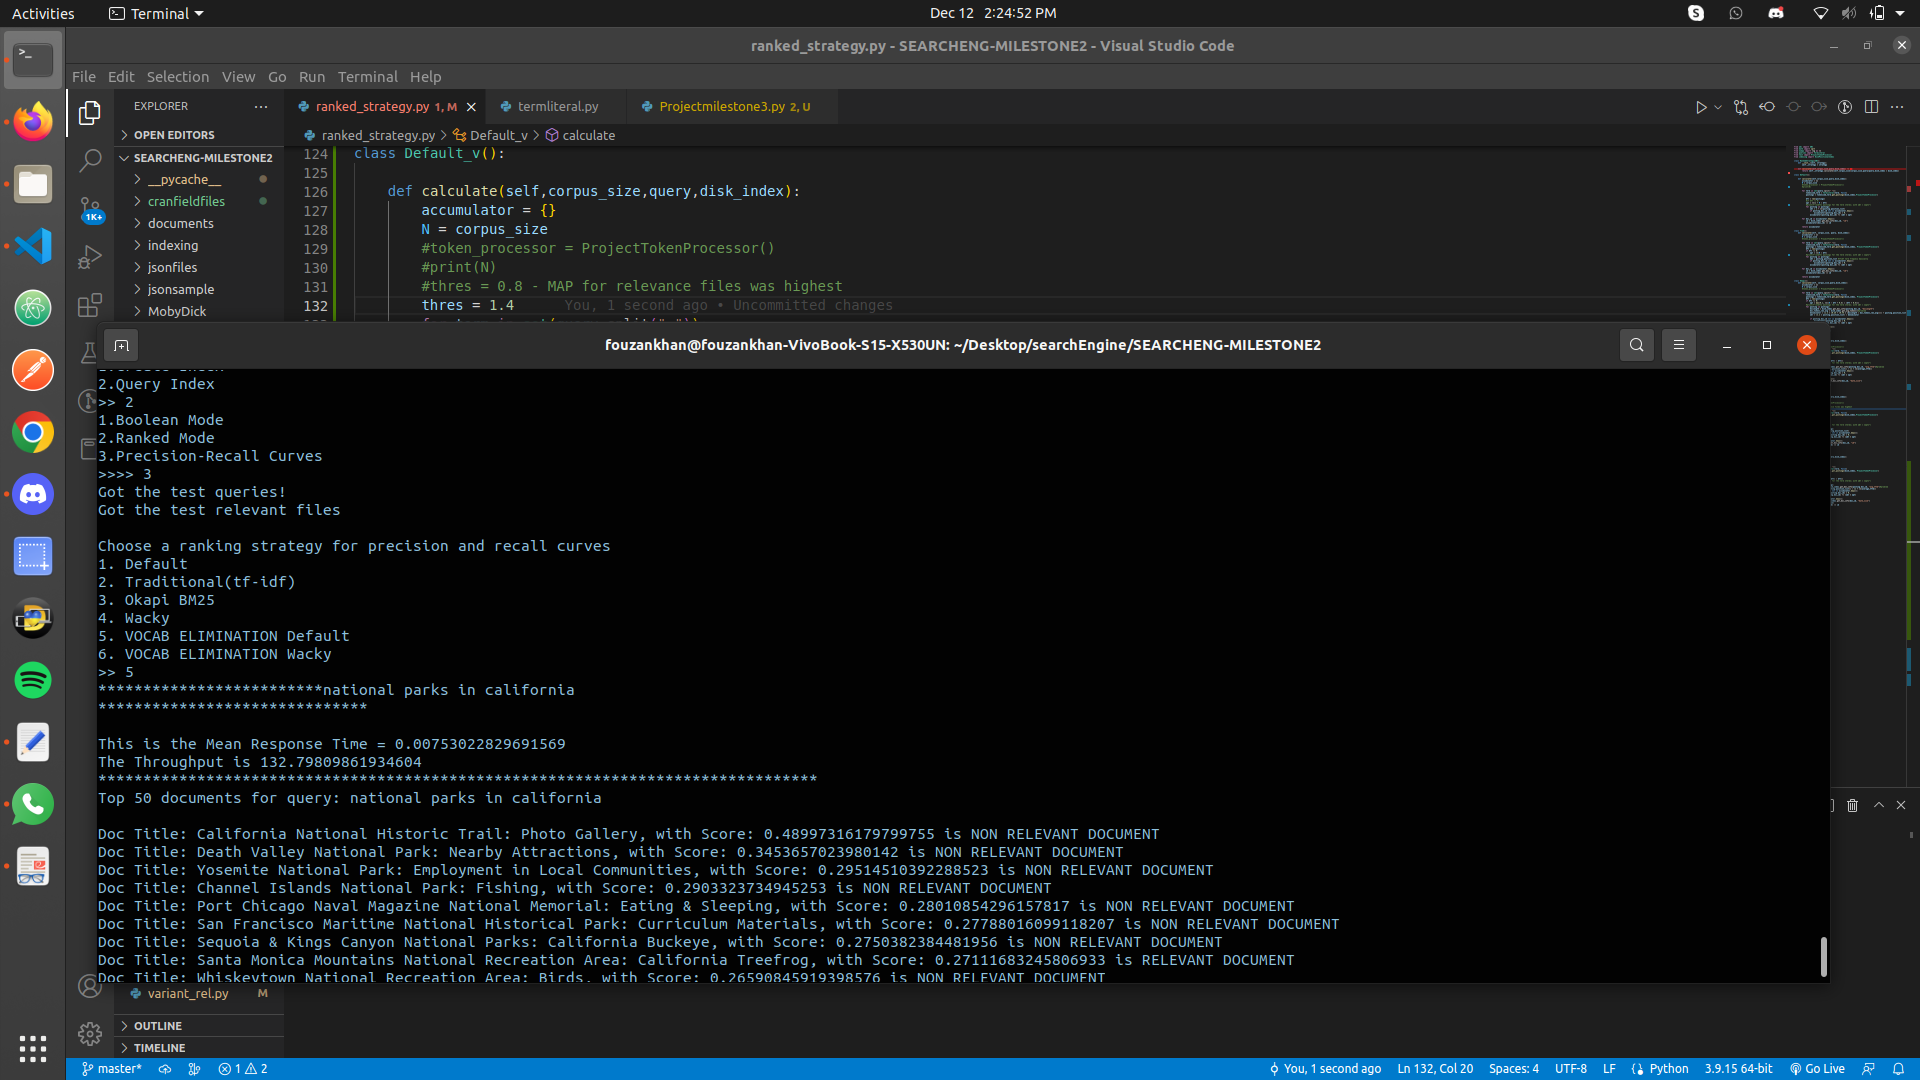 Activities
Terminal
Dec 12 2:24:52 PM
ranked_strategy.py - SEARCHENG-MILESTONE2 - Visual Studio Code
File Edit Selection View Go Run Terminal Help
EXPLORER
ranked_strategy.py 1, M
termliteral.py
Projectmilestone3.py 2, U
OPEN EDITORS
ranked_strategy.py > Default_v > calculate
SEARCHENG-MILESTONE2
__pycache__
cranfieldfiles
documents
indexing
jsonfiles
jsonsample
MobyDick
1K+
124 class Default_v():
125
126 def calculate(self,corpus_size,query,disk_index):
127 accumulator = {}
128 N = corpus_size
129 #token_processor = ProjectTokenProcessor()
130 #print(N)
131 #thres = 0.8 - MAP for relevance files was highest
132 thres = 1.4 You, 1 second ago • Uncommitted changes
fouzankhan@fouzankhan-VivoBook-S15-X530UN: ~/Desktop/searchEngine/SEARCHENG-MILESTONE2
2.Query Index
>> 2
1.Boolean Mode
2.Ranked Mode
3.Precision-Recall Curves
>>>> 3
Got the test queries!
Got the test relevant files
Choose a ranking strategy for precision and recall curves
1. Default
2. Traditional(tf-idf)
3. Okapi BM25
4. Wacky
5. VOCAB ELIMINATION Default
6. VOCAB ELIMINATION Wacky
>> 5
*************************national parks in california
******************************
This is the Mean Response Time = 0.00753022829691569
The Throughput is 132.79809861934604
********************************************************************************
Top 50 documents for query: national parks in california
Doc Title: California National Historic Trail: Photo Gallery, with Score: 0.48997316179799755 is NON RELEVANT DOCUMENT
Doc Title: Death Valley National Park: Nearby Attractions, with Score: 0.3453657023980142 is NON RELEVANT DOCUMENT
Doc Title: Yosemite National Park: Employment in Local Communities, with Score: 0.29514510392288523 is NON RELEVANT DOCUMENT
Doc Title: Channel Islands National Park: Fishing, with Score: 0.2903323734945253 is NON RELEVANT DOCUMENT
Doc Title: Port Chicago Naval Magazine National Memorial: Eating & Sleeping, with Score: 0.28010854296157817 is NON RELEVANT DOCUMENT
Doc Title: San Francisco Maritime National Historical Park: Curriculum Materials, with Score: 0.27788016099118207 is NON RELEVANT DOCUMENT
Doc Title: Sequoia & Kings Canyon National Parks: California Buckeye, with Score: 0.2750382384481956 is NON RELEVANT DOCUMENT
Doc Title: Santa Monica Mountains National Recreation Area: California Treefrog, with Score: 0.27111683245806933 is RELEVANT DOCUMENT
Doc Title: Whiskeytown National Recreation Area: Birds, with Score: 0.26590845919398576 is NON RELEVANT DOCUMENT
variant_rel.py M
OUTLINE
TIMELINE
master* 1 2 You, 1 second ago Ln 132, Col 20 Spaces: 4 UTF-8 LF Python 3.9.15 64-bit Go Live